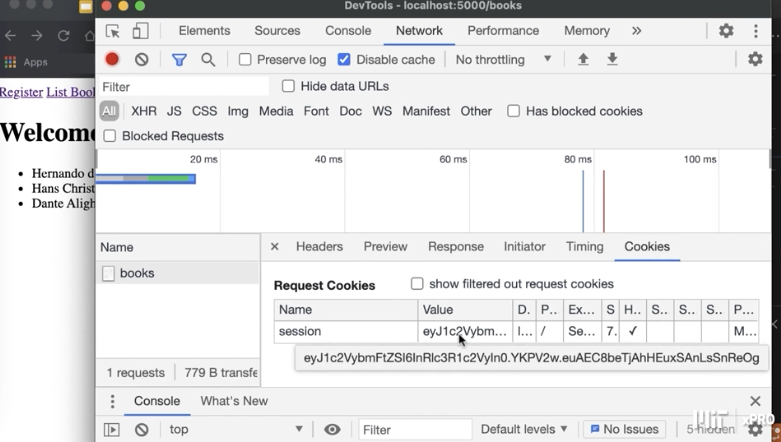 DevTools - localhost:5000/books
Elements Sources Console Network Performance Memory
Preserve log Disable cache No throttling
Apps
Filter Hide data URLs
Register List Book
All XHR JS CSS Img Media Font Doc WS Manifest Other Has blocked cookies
Blocked Requests
Welcome
20 ms 40 ms 60 ms 80 ms 100 ms
Hernando d
Hans Christ
Dante Aligh
Name
Headers Preview Response Initiator Timing Cookies
books
Request Cookies show filtered out request cookies
Name Value D. P.. Ex... S H.. S.. S.. S.. P...
session eyJ1c2Vybm... l... / Se... 7. ✓ M...
eyJ1c2VybmFtZSI6InRlc3R1c2VyIn0.YKPV2w.euAEC8beTjAhHEuxSAnLsSnReOg
1 requests 779 B transfe
Console What's New
top Filter Default levels No Issues 5 hidden
MIT xPRO